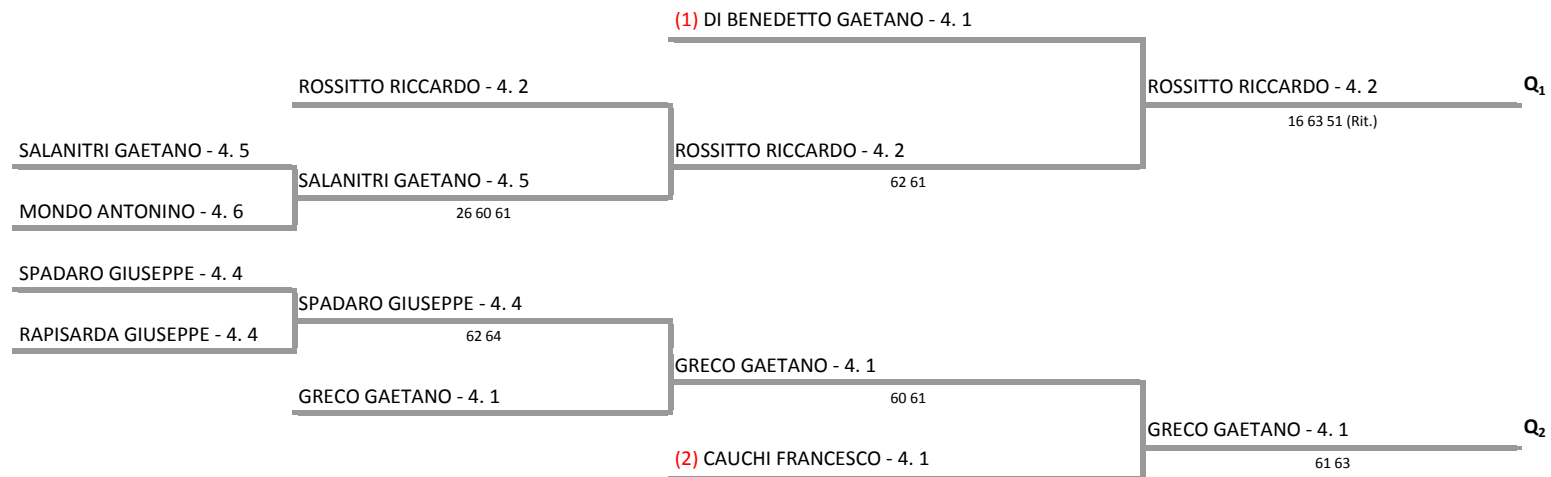 (1) DI BENEDETTO GAETANO - 4. 1
ROSSITTO RICCARDO - 4. 2
ROSSITTO RICCARDO - 4. 2
Q1
16 63 51 (Rit.)
SALANITRI GAETANO - 4. 5
ROSSITTO RICCARDO - 4. 2
SALANITRI GAETANO - 4. 5
62 61
MONDO ANTONINO - 4. 6
26 60 61
SPADARO GIUSEPPE - 4. 4
SPADARO GIUSEPPE - 4. 4
RAPISARDA GIUSEPPE - 4. 4
62 64
GRECO GAETANO - 4. 1
GRECO GAETANO - 4. 1
60 61
GRECO GAETANO - 4. 1
Q2
(2) CAUCHI FRANCESCO - 4. 1
61 63